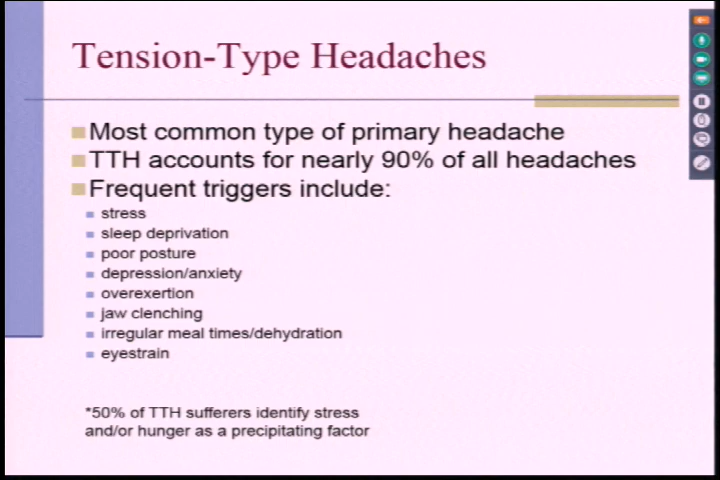 Tension-Type Headaches
Most common type of primary headache
TTH accounts for nearly 90% of all headaches
Frequent triggers include:
stress
sleep deprivation
poor posture
depression/anxiety
overexertion
jaw clenching
irregular meal times/dehydration
eyestrain
*50% of TTH sufferers identify stress
and/or hunger as a precipitating factor